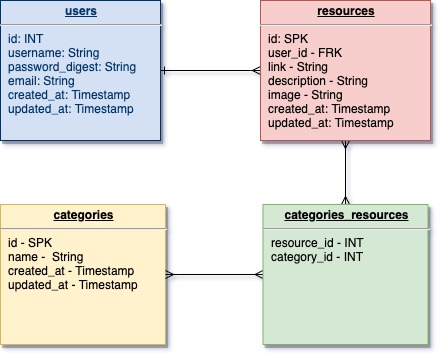 users
id: INT
username: String
password_digest: String
email: String
created_at: Timestamp
updated_at: Timestamp
resources
id: SPK
user_id - FRK
link - String
description - String
image - String
created_at: Timestamp
updated_at: Timestamp
categories
id - SPK
name -  String
created_at - Timestamp
updated_at - Timestamp
categories_resources
resource_id - INT
category_id - INT